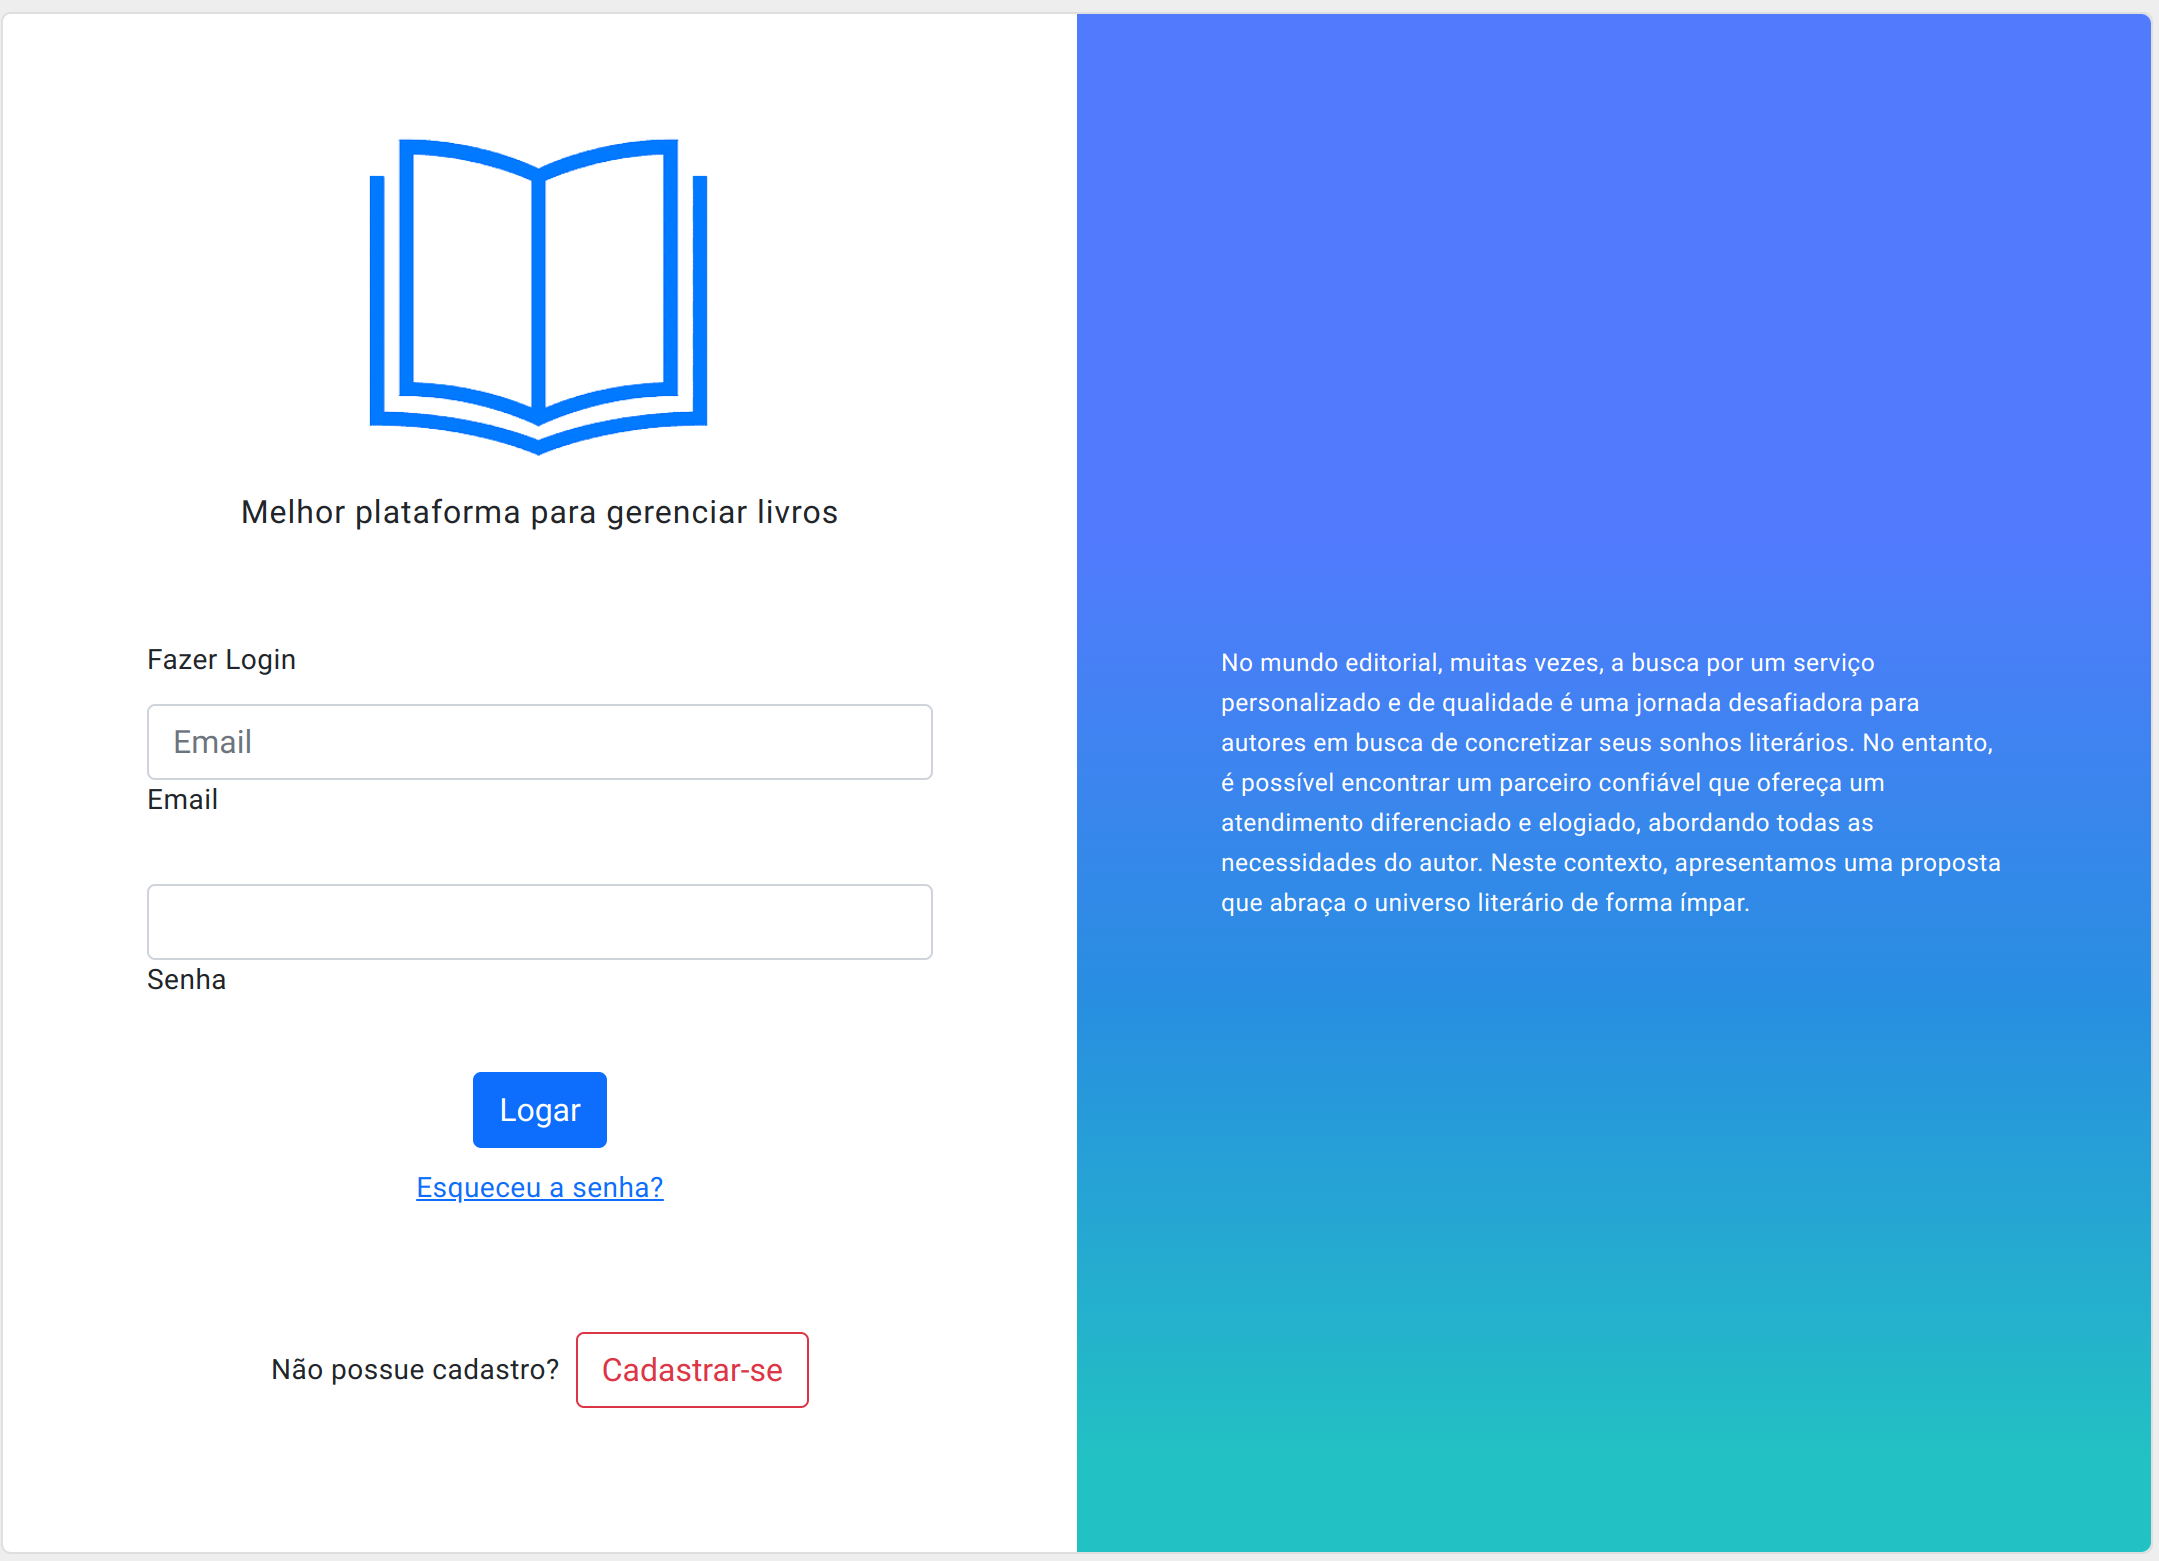 Melhor plataforma para gerenciar livros
Fazer Login
Email
Email
Senha
Logar
Esqueceu a senha?
Não possue cadastro?
Cadastrar-se
No mundo editorial, muitas vezes, a busca por um serviço
personalizado e de qualidade é uma jornada desafiadora para
autores em busca de concretizar seus sonhos literários. No entanto,
é possível encontrar um parceiro confiável que ofereça um
atendimento diferenciado e elogiado, abordando todas as
necessidades do autor. Neste contexto, apresentamos uma proposta
que abraça o universo literário de forma ímpar.